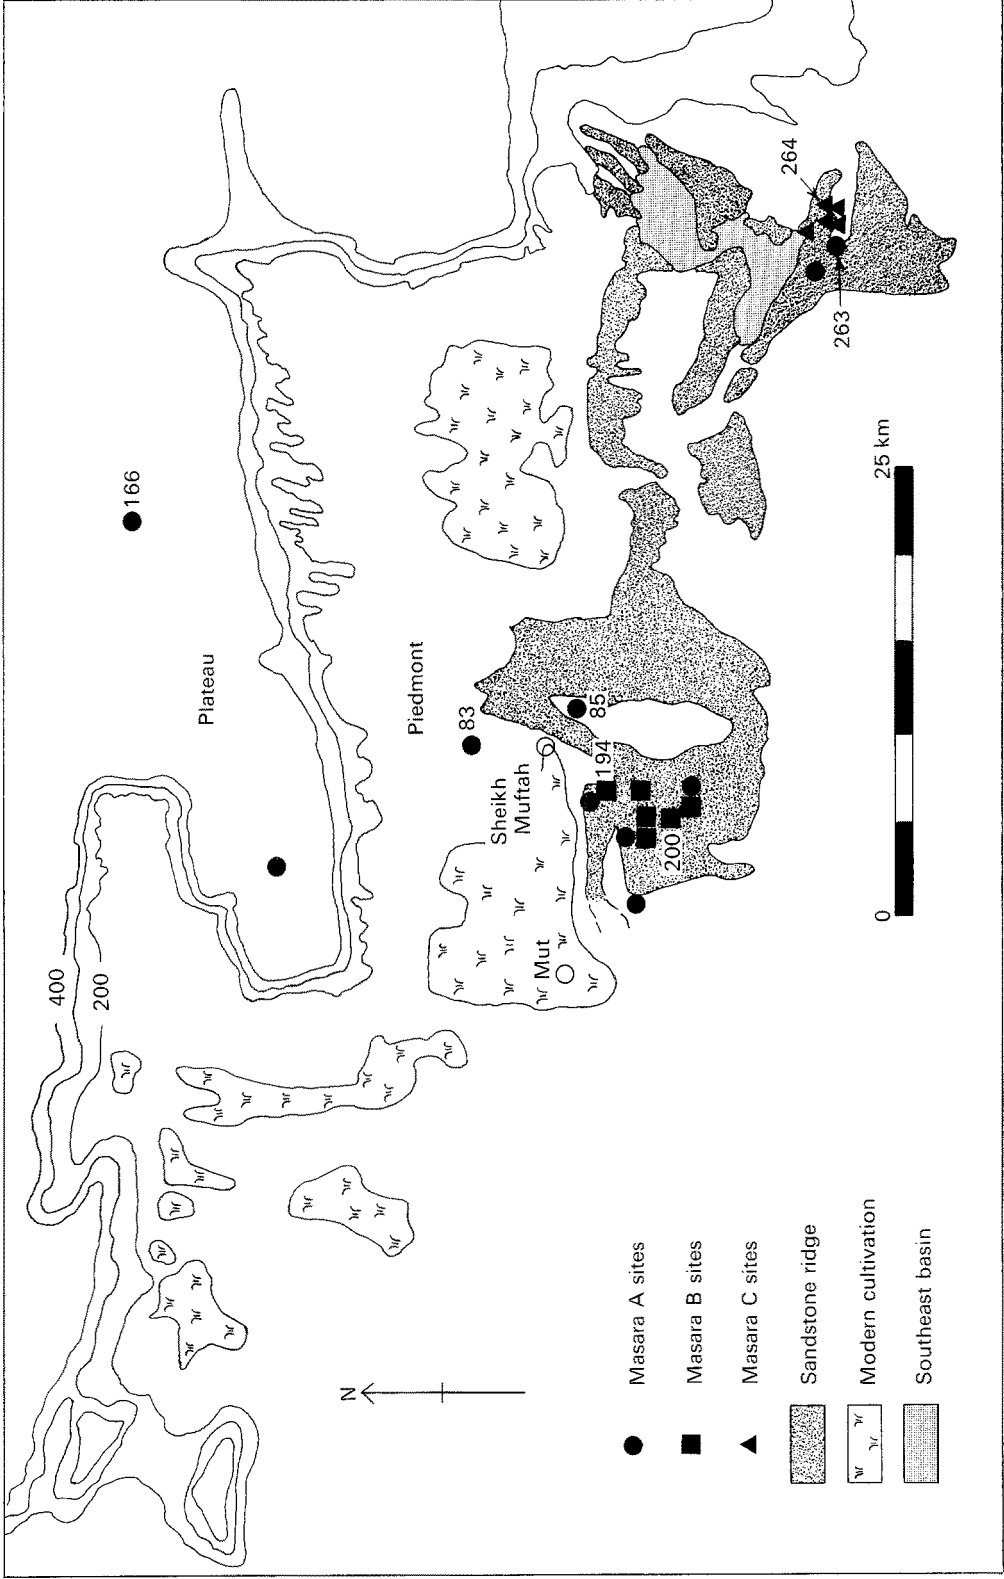 400
200
Plateau
166
Piedmont
83
Sheikh
Muftah
Mut
85
194
200
264
263
0
25 km
N
Masara A sites
Masara B sites
Masara C sites
Sandstone ridge
Modern cultivation
Southeast basin